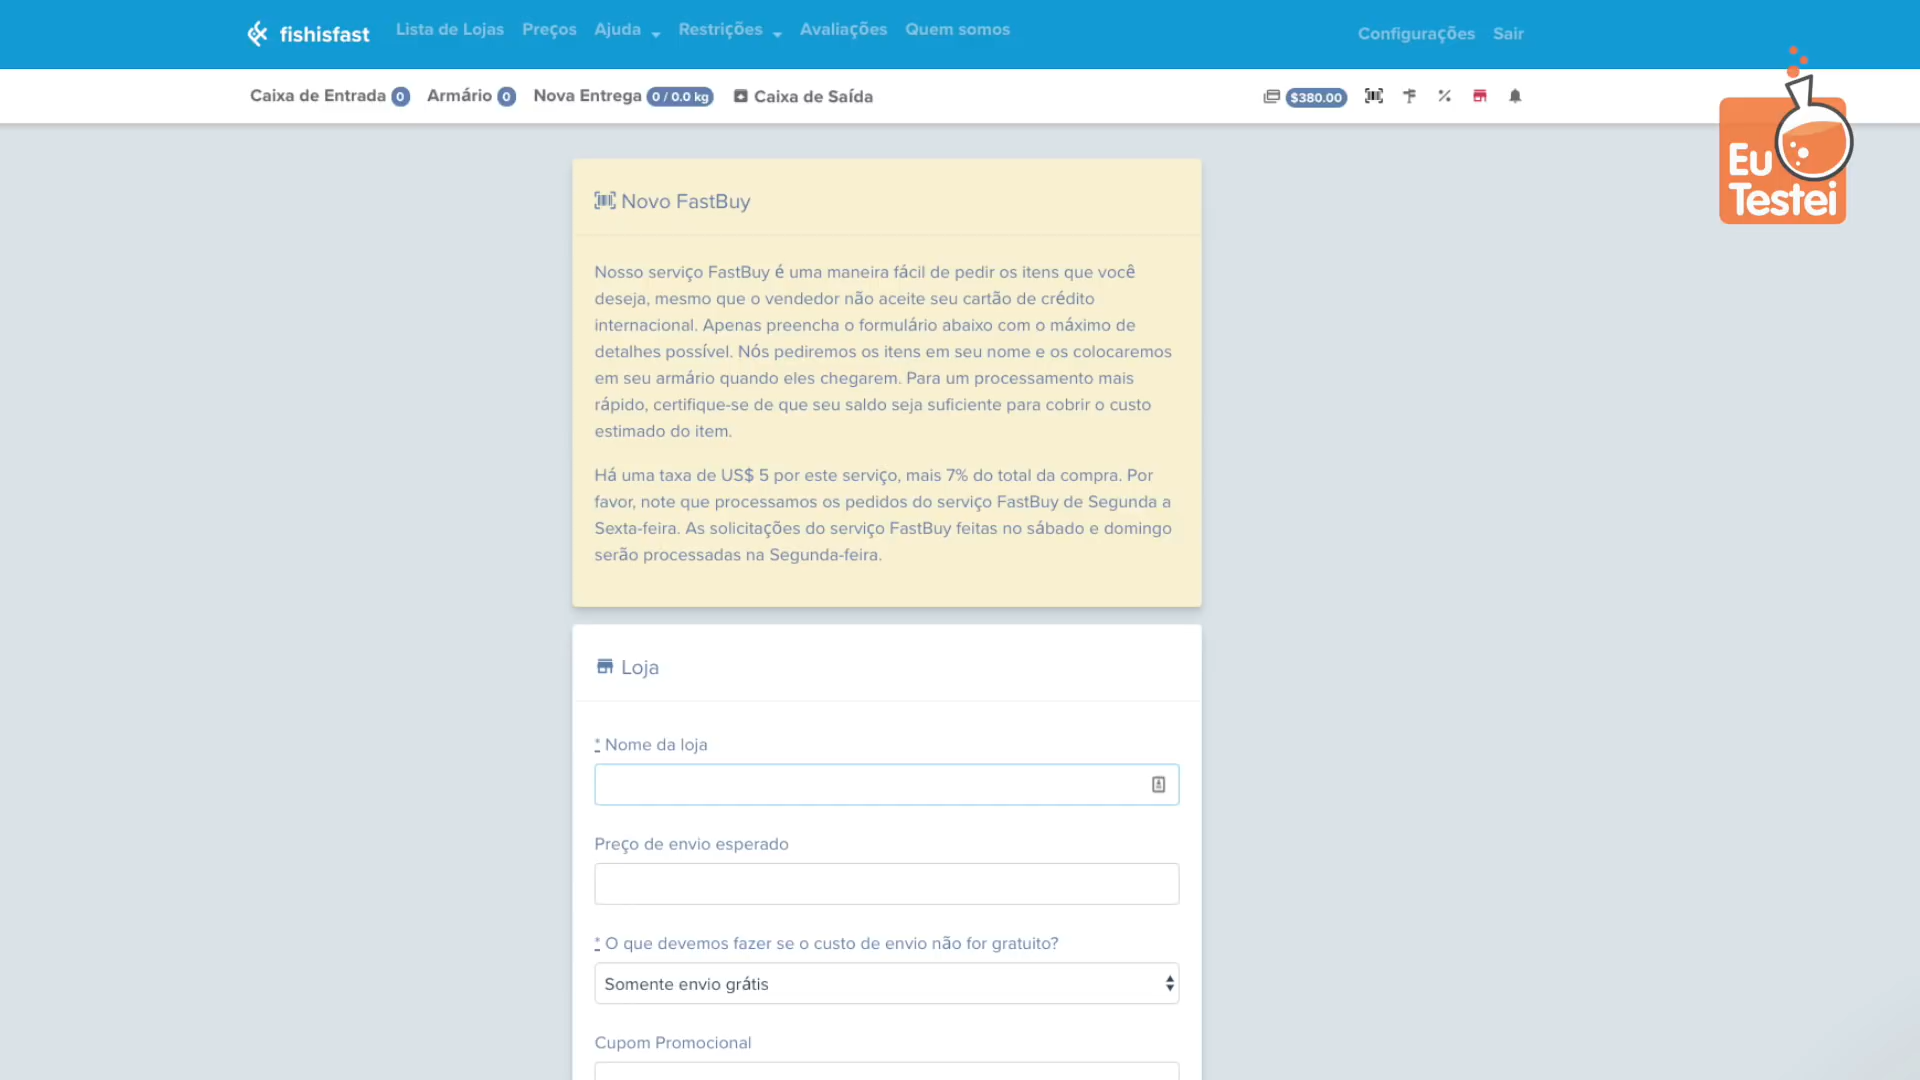 fishisfast Lista de Lojas Preços Ajuda Restrições Avaliações Quem somos Configurações Sair
Caixa de Entrada 0 Armário 0 Nova Entrega 0 / 0.0 kg Caixa de Saída $380.00
Eu
Testei
Novo FastBuy
Nosso serviço FastBuy é uma maneira fácil de pedir os itens que você
deseja, mesmo que o vendedor não aceite seu cartão de crédito
internacional. Apenas preencha o formulário abaixo com o máximo de
detalhes possível. Nós pediremos os itens em seu nome e os colocaremos
em seu armário quando eles chegarem. Para um processamento mais
rápido, certifique-se de que seu saldo seja suficiente para cobrir o custo
estimado do item.
Há uma taxa de US$ 5 por este serviço, mais 7% do total da compra. Por
favor, note que processamos os pedidos do serviço FastBuy de Segunda a
Sexta-feira. As solicitações do serviço FastBuy feitas no sábado e domingo
serão processadas na Segunda-feira.
Loja
* Nome da loja
Preço de envio esperado
* O que devemos fazer se o custo de envio não for gratuito?
Somente envio grátis
Cupom Promocional